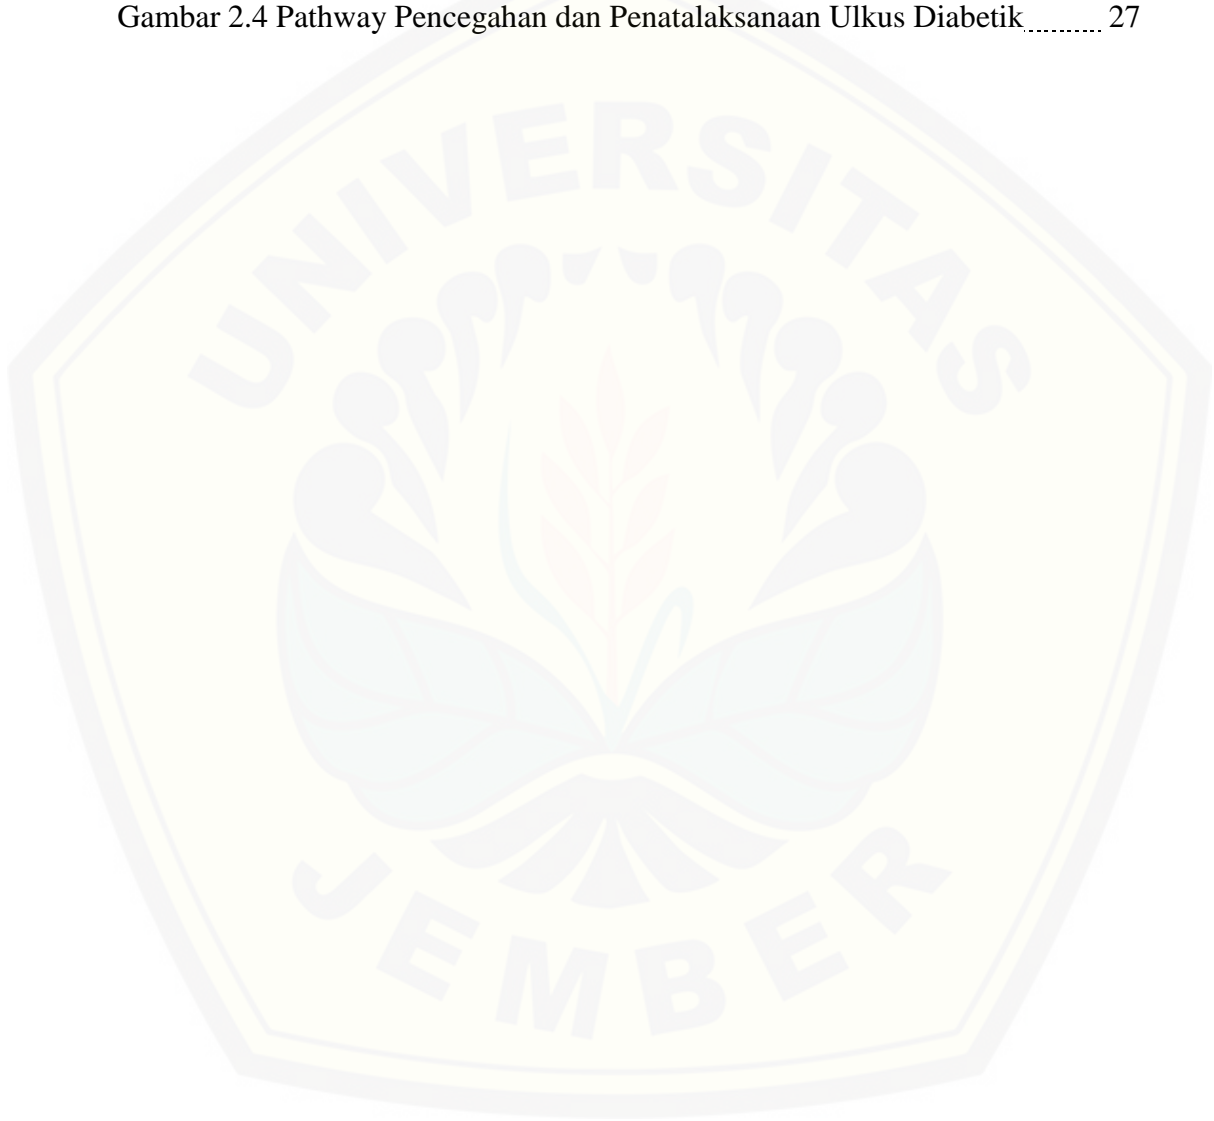 Gambar 2.4 Pathway Pencegahan dan Penatalaksanaan Ulkus Diabetik ........ 27
UNIVERSITAS
JEMBER